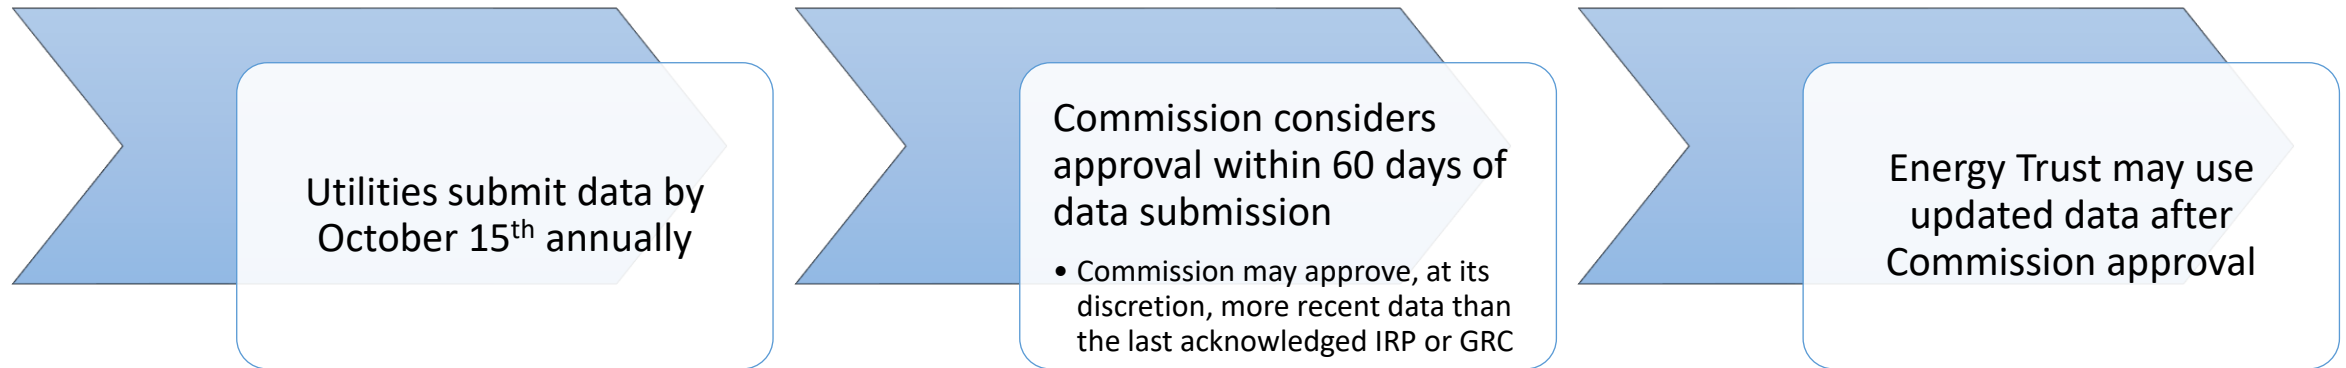 Utilities submit data by
October 15th annually
Commission considers
approval within 60 days of
data submission
• Commission may approve, at its
discretion, more recent data than
the last acknowledged IRP or GRC
Energy Trust may use
updated data after
Commission approval